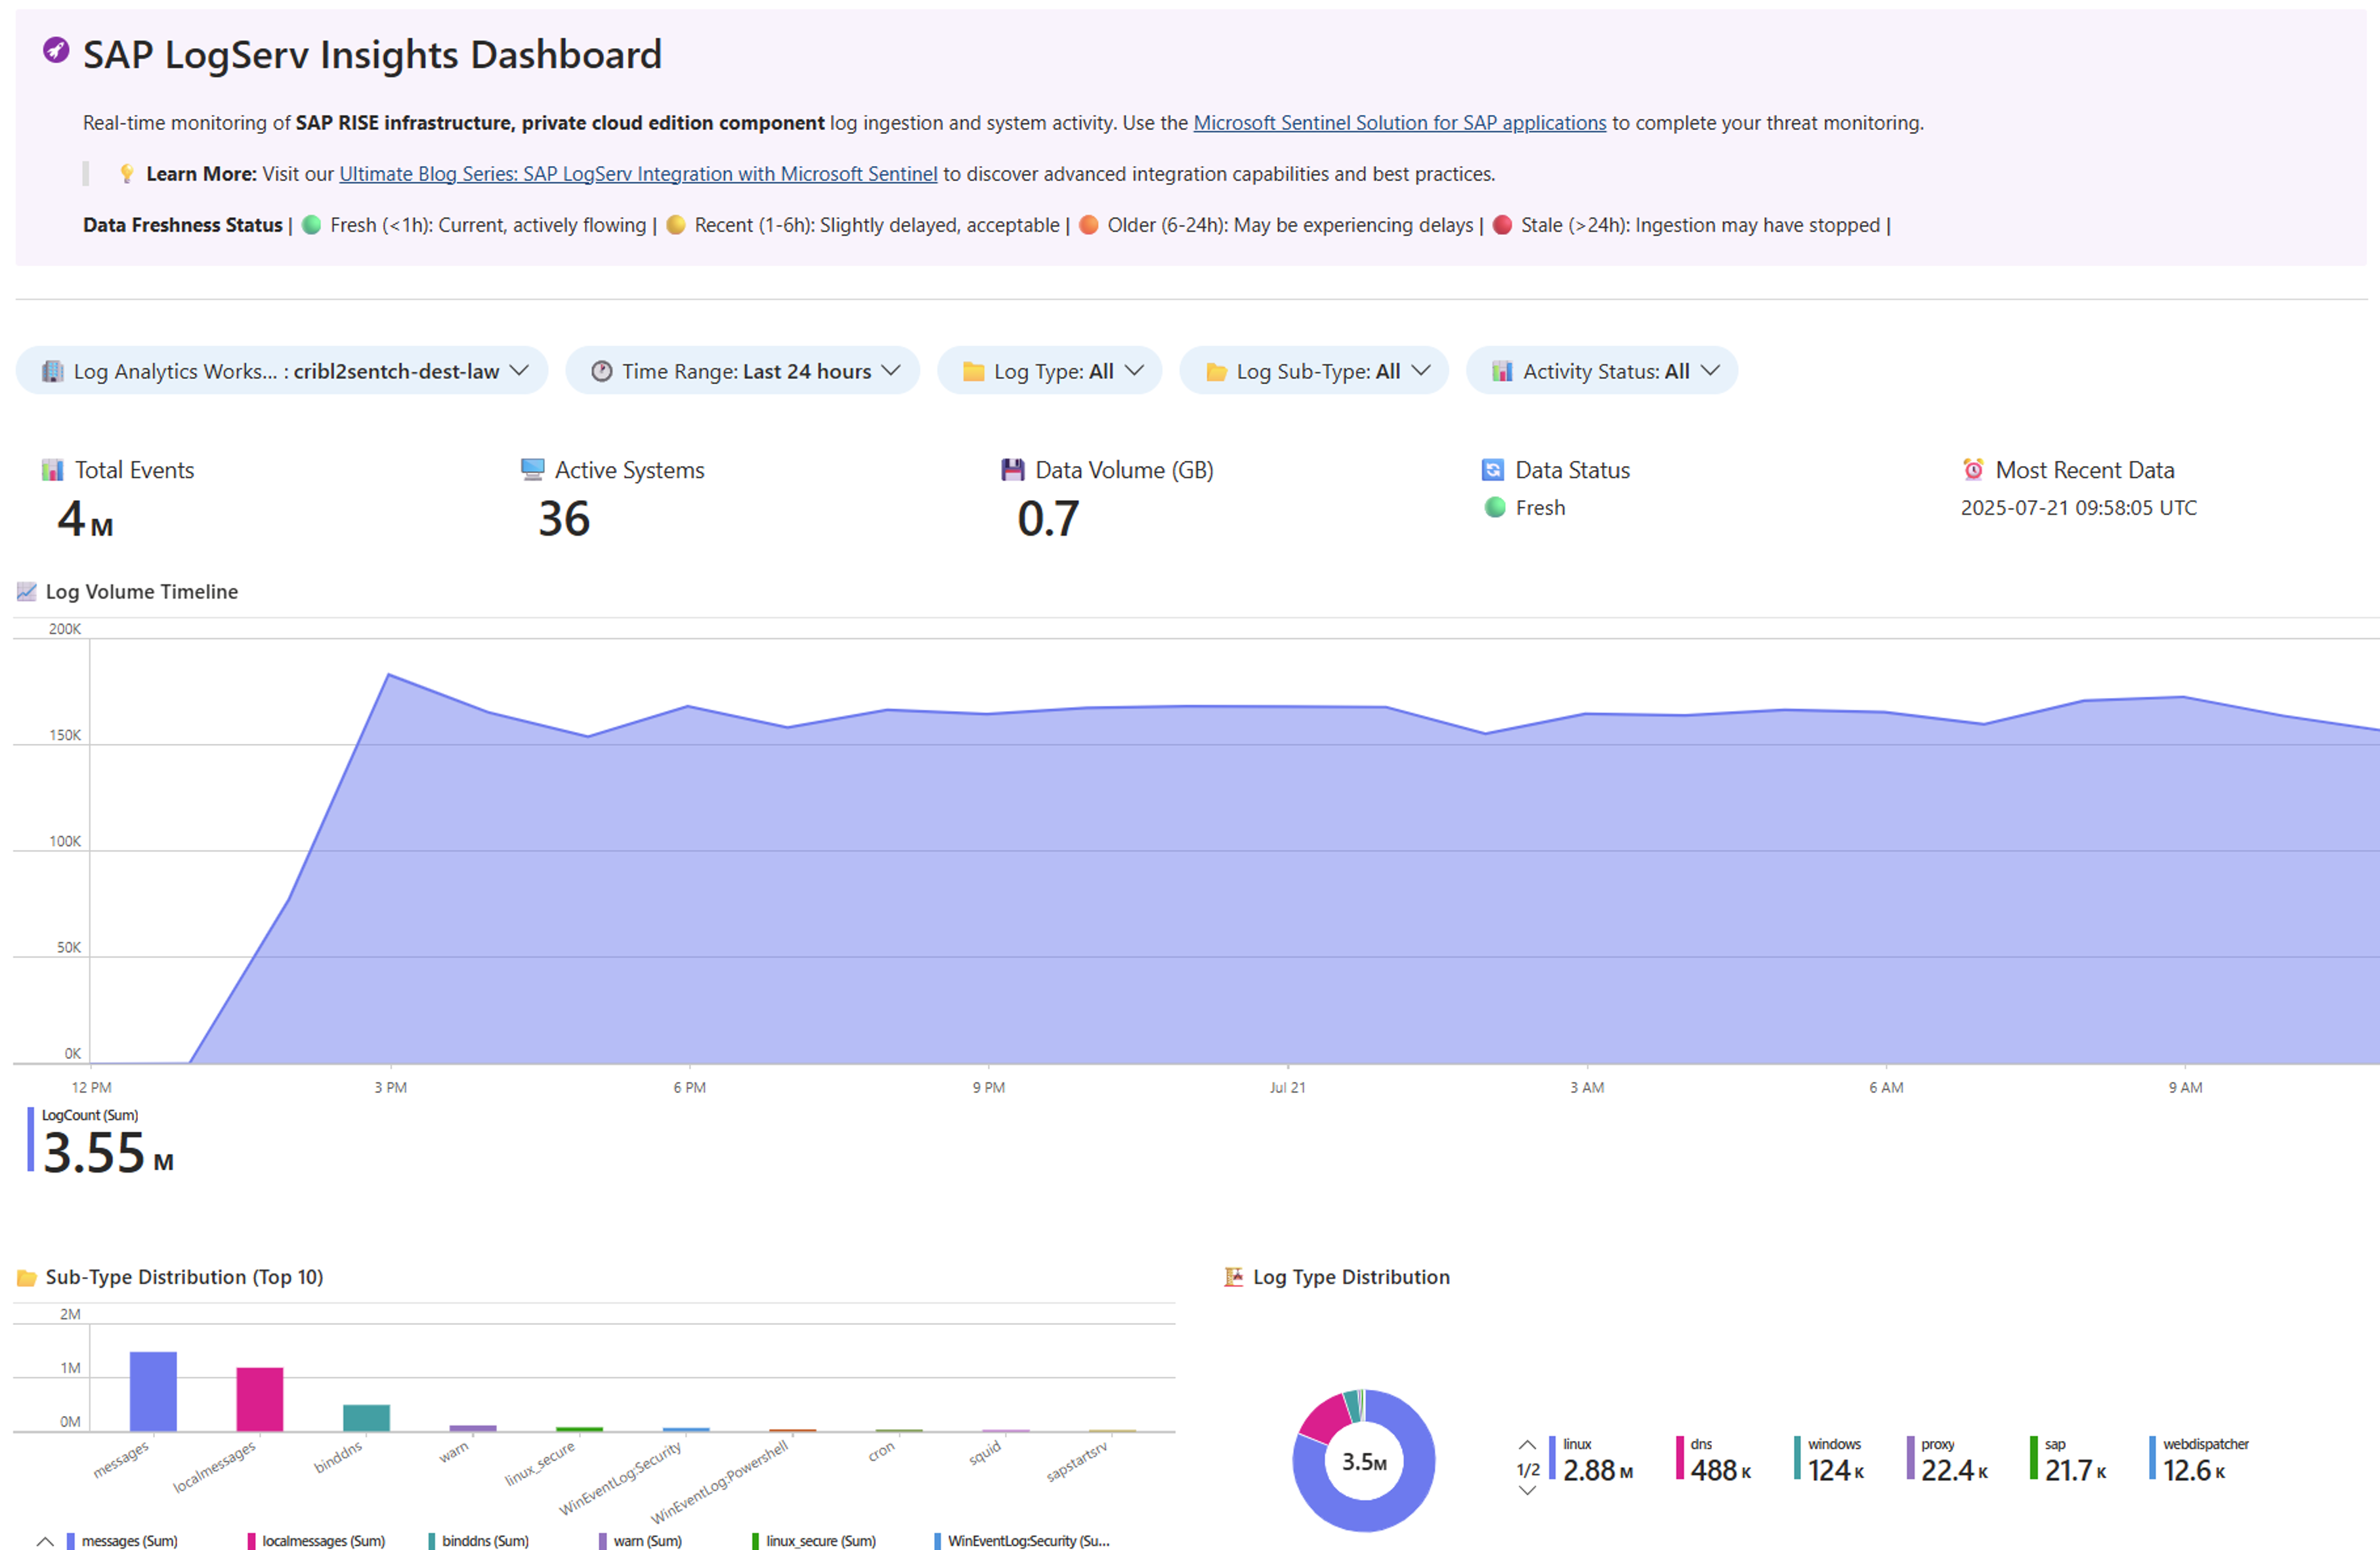 SAP LogServ Insights Dashboard
Real-time monitoring of SAP RISE infrastructure, private cloud edition component log ingestion and system activity. Use the Microsoft Sentinel Solution for SAP applications to complete your threat monitoring.
Learn More: Visit our Ultimate Blog Series: SAP LogServ Integration with Microsoft Sentinel to discover advanced integration capabilities and best practices.
Data Freshness Status | Fresh (<1h): Current, actively flowing | Recent (1-6h): Slightly delayed, acceptable | Older (6-24h): May be experiencing delays | Stale (>24h): Ingestion may have stopped |
Log Analytics Works... : cribl2sentch-dest-law Time Range: Last 24 hours Log Type: All Log Sub-Type: All Activity Status: All
Total Events Active Systems Data Volume (GB) Data Status Most Recent Data
4 M 36 0.7 Fresh 2025-07-21 09:58:05 UTC
Log Volume Timeline
200K
150K
100K
50K
0K
12 PM 3 PM 6 PM 9 PM Jul 21 3 AM 6 AM 9 AM
LogCount (Sum)
3.55 M
Sub-Type Distribution (Top 10)
2M
1M
0M
messages localmessages binddns warn linux_secure WinEventLog:Security WinEventLog:Powershell cron squid sapstartsrv
messages (Sum) localmessages (Sum) binddns (Sum) warn (Sum) linux_secure (Sum) WinEventLog:Security (Su...
Log Type Distribution
3.5M
1/2
linux dns windows proxy sap webdispatcher
2.88 M 488 K 124 K 22.4 K 21.7 K 12.6 K